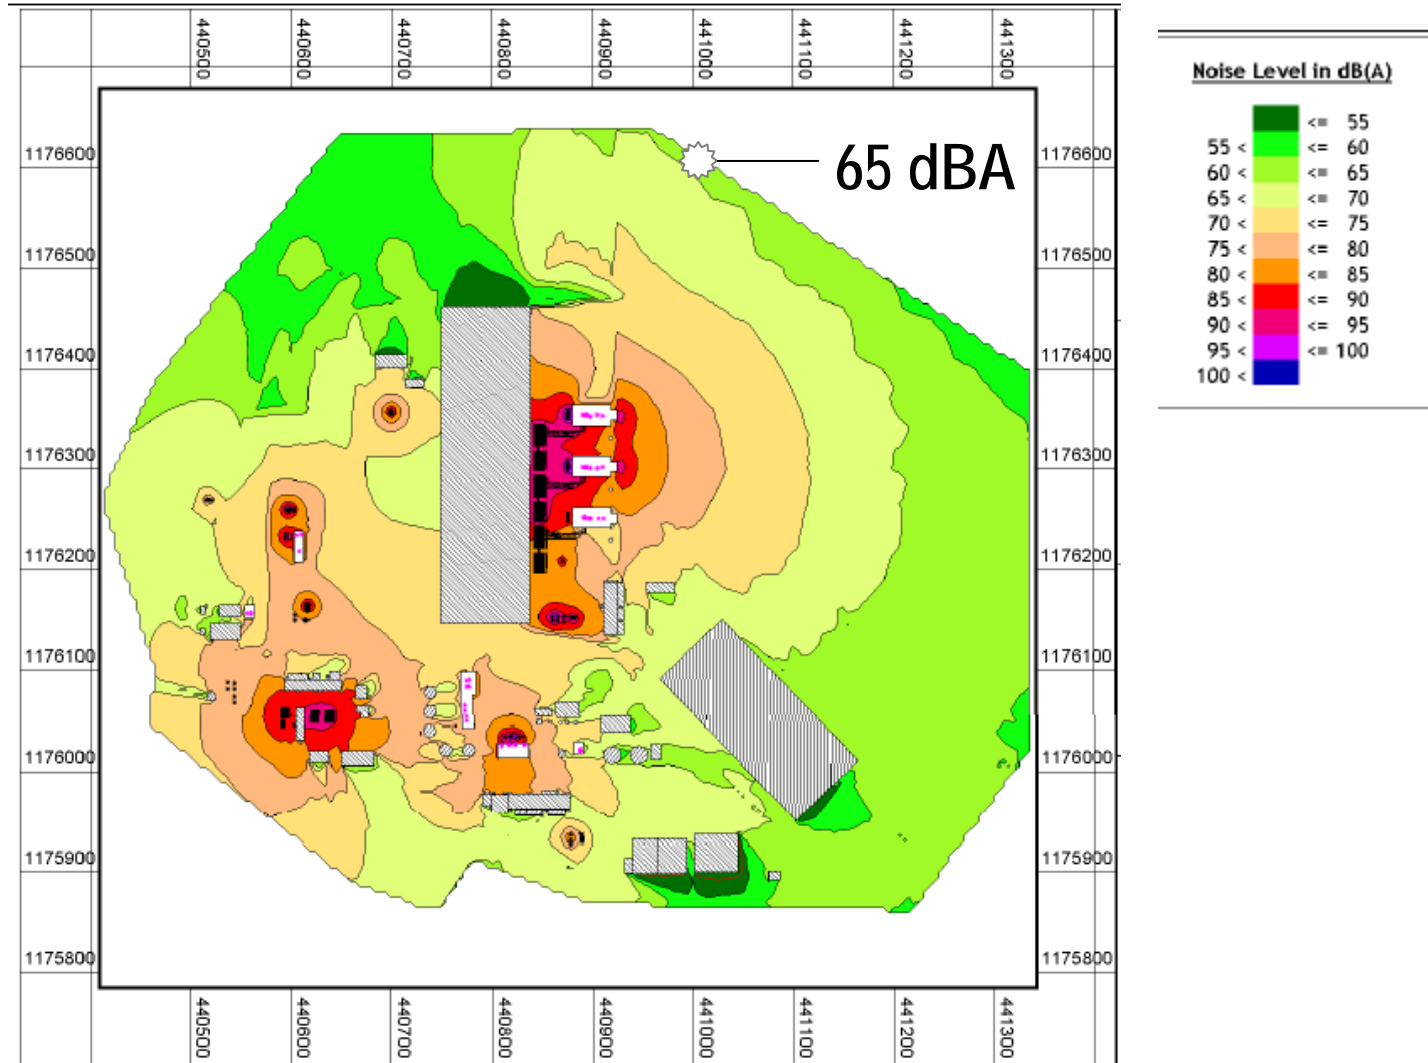 440500 440600 440700 440800 440900 441000 441100 441200 441300
Noise Level in dB(A)
<= 55
55 < <= 60
60 < <= 65
65 < <= 70
70 < <= 75
75 < <= 80
80 < <= 85
85 < <= 90
90 < <= 95
95 < <= 100
100 <
65 dBA
1176600 1176600
1176500 1176500
1176400 1176400
1176300 1176300
1176200 1176200
1176100 1176100
1176000 1176000
1175900 1175900
1175800 1175800
440500 440600 440700 440800 440900 441000 441100 441200 441300